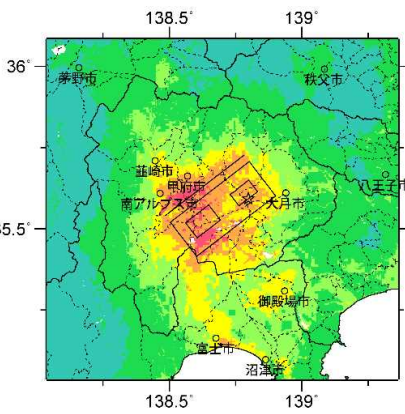 138.5° 139°
36°
茅野市 秩父市
韮崎市
甲府市 八王子市
南アルプス市 大月市
35.5°
御殿場市
富士市
沼津市
138.5° 139°